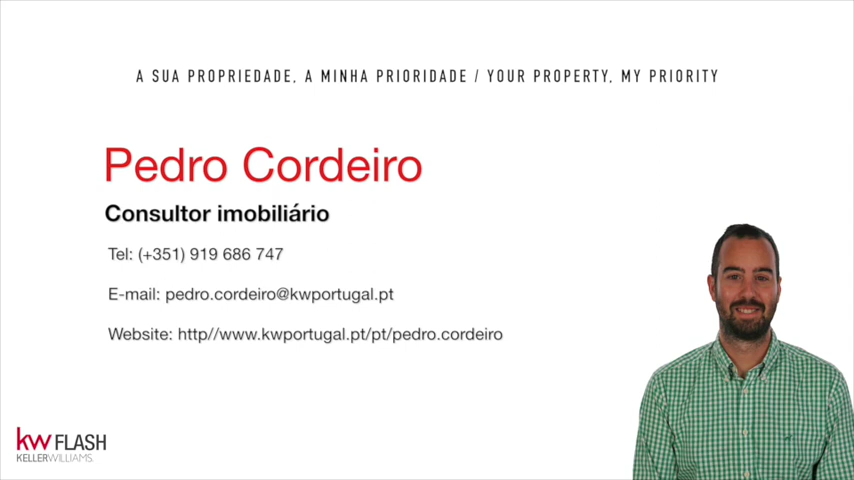 A SUA PROPRIEDADE, A MINHA PRIORIDADE / YOUR PROPERTY, MY PRIORITY
Pedro Cordeiro
Consultor imobiliário
Tel: (+351) 919 686 747
E-mail: pedro.cordeiro@kwportugal.pt
Website: http//www.kwportugal.pt/pt/pedro.cordeiro
kw FLASH
KELLERWILLIAMS.